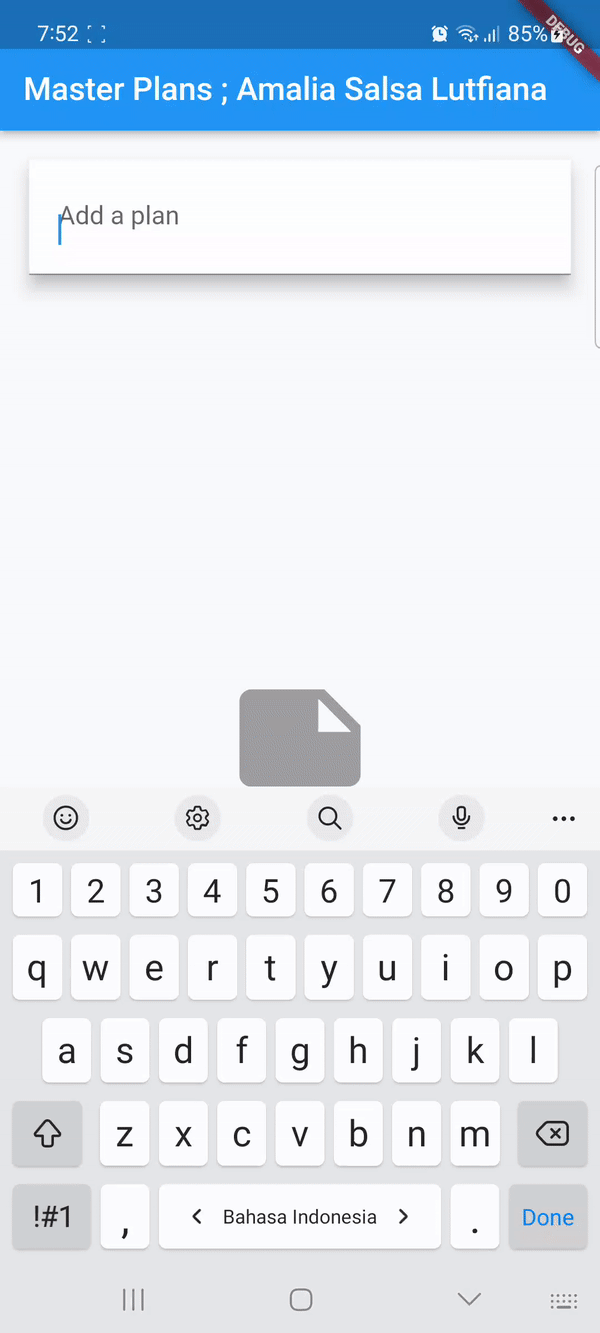 7:52 85%
DEBUG
Master Plans ; Amalia Salsa Lutfiana
Add a plan
1 2 3 4 5 6 7 8 9 0
q w e r t y u i o p
a s d f g h j k l
z x c v b n m
!#1 , < Bahasa Indonesia > . Done